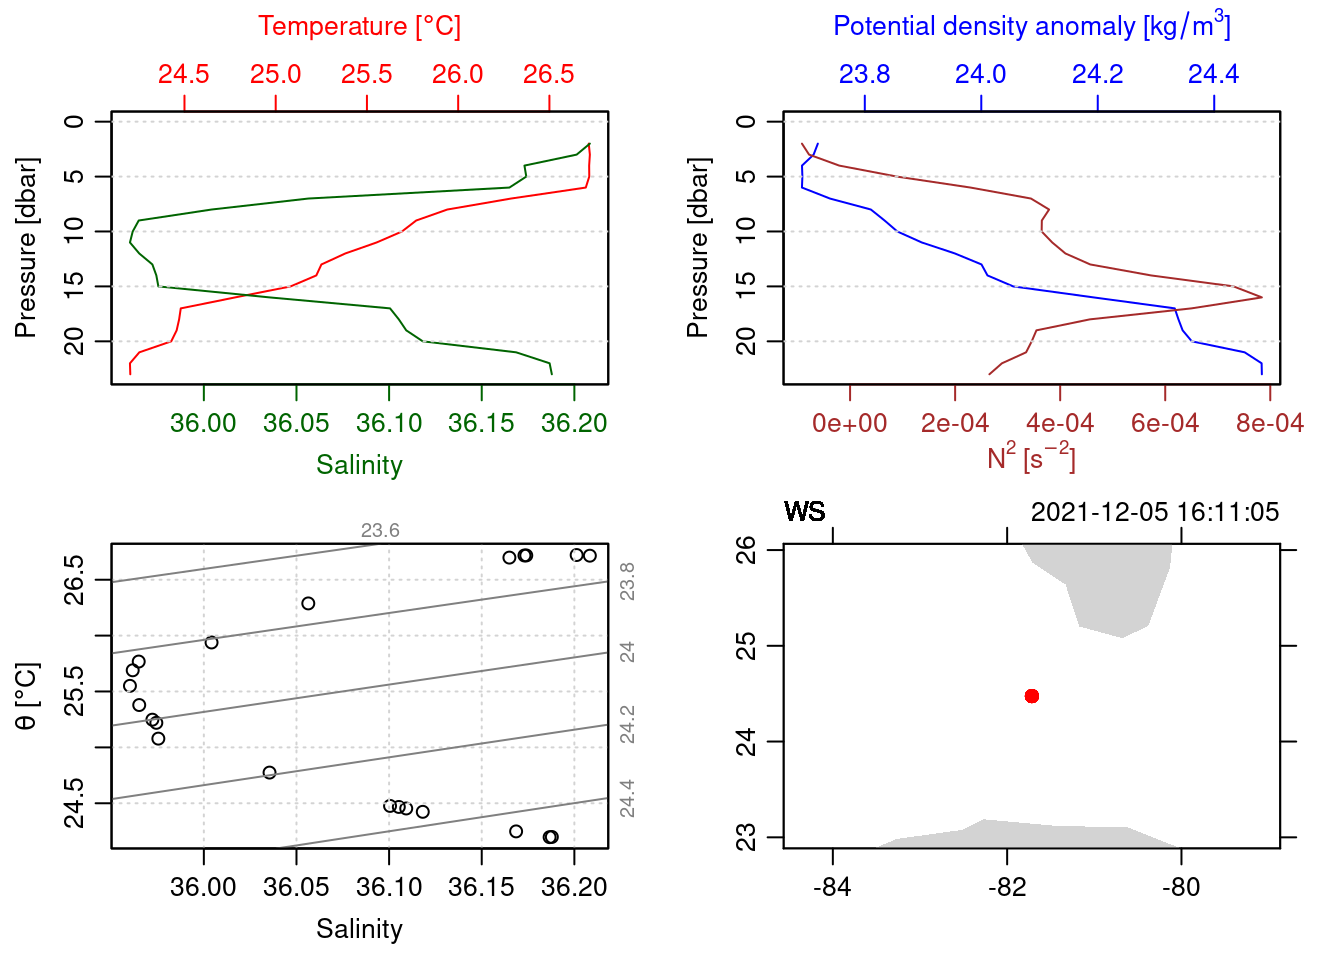 Temperature [°C]
24.5 25.0 25.5 26.0 26.5
Pressure [dbar]
0 5 10 15 20
36.00 36.05 36.10 36.15 36.20
Salinity
Potential density anomaly [kg/m³]
23.8 24.0 24.2 24.4
Pressure [dbar]
0 5 10 15 20
0e+00 2e-04 4e-04 6e-04 8e-04
N² [s⁻²]
23.6
23.8
24
24.2
24.4
θ [°C]
26.5 25.5 24.5
36.00 36.05 36.10 36.15 36.20
Salinity
WS 2021-12-05 16:11:05
26 25 24 23
-84 -82 -80